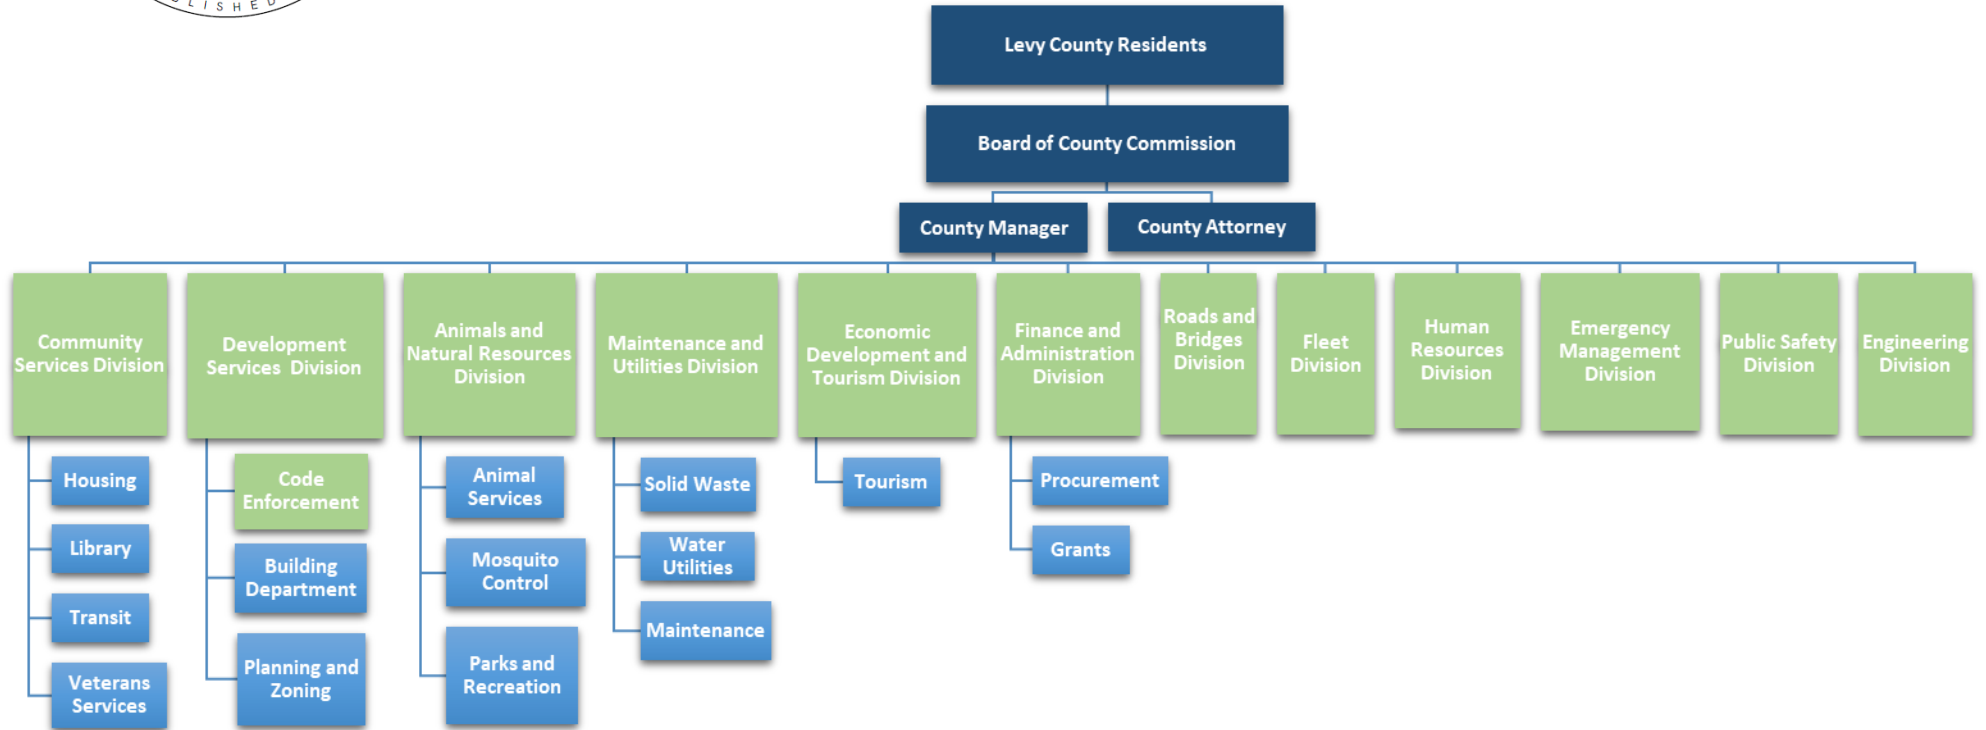 BLISHED
Levy County Residents
Board of County Commission
County Manager
County Attorney
Community
Services Division
Development
Services Division
Animals and
Natural Resources
Division
Maintenance and
Utilities Division
Economic
Development and
Tourism Division
Finance and
Administration
Division
Roads and
Bridges
Division
Fleet
Division
Human
Resources
Division
Emergency
Management
Division
Public Safety
Division
Engineering
Division
Housing
Library
Transit
Veterans
Services
Code
Enforcement
Building
Department
Planning and
Zoning
Animal
Services
Mosquito
Control
Parks and
Recreation
Solid Waste
Water
Utilities
Maintenance
Tourism
Procurement
Grants